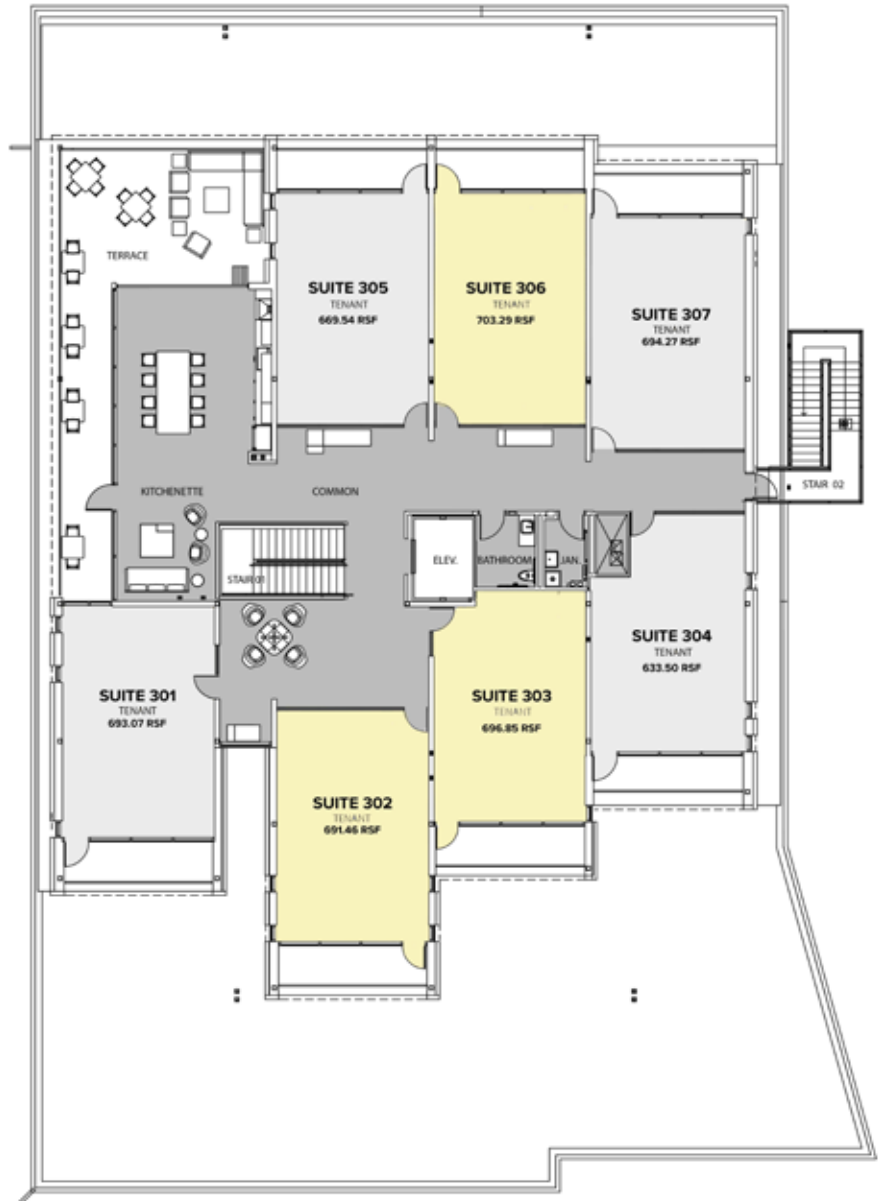 TERRACE
SUITE 305
TENANT
669.54 RSF
SUITE 306
TENANT
703.29 RSF
SUITE 307
TENANT
694.27 RSF
KITCHENETTE
COMMON
STAIR 02
STAIR 01
ELEV.
BATHROOM
JAN.
SUITE 304
TENANT
633.50 RSF
SUITE 301
TENANT
693.07 RSF
SUITE 303
TENANT
696.85 RSF
SUITE 302
TENANT
691.46 RSF